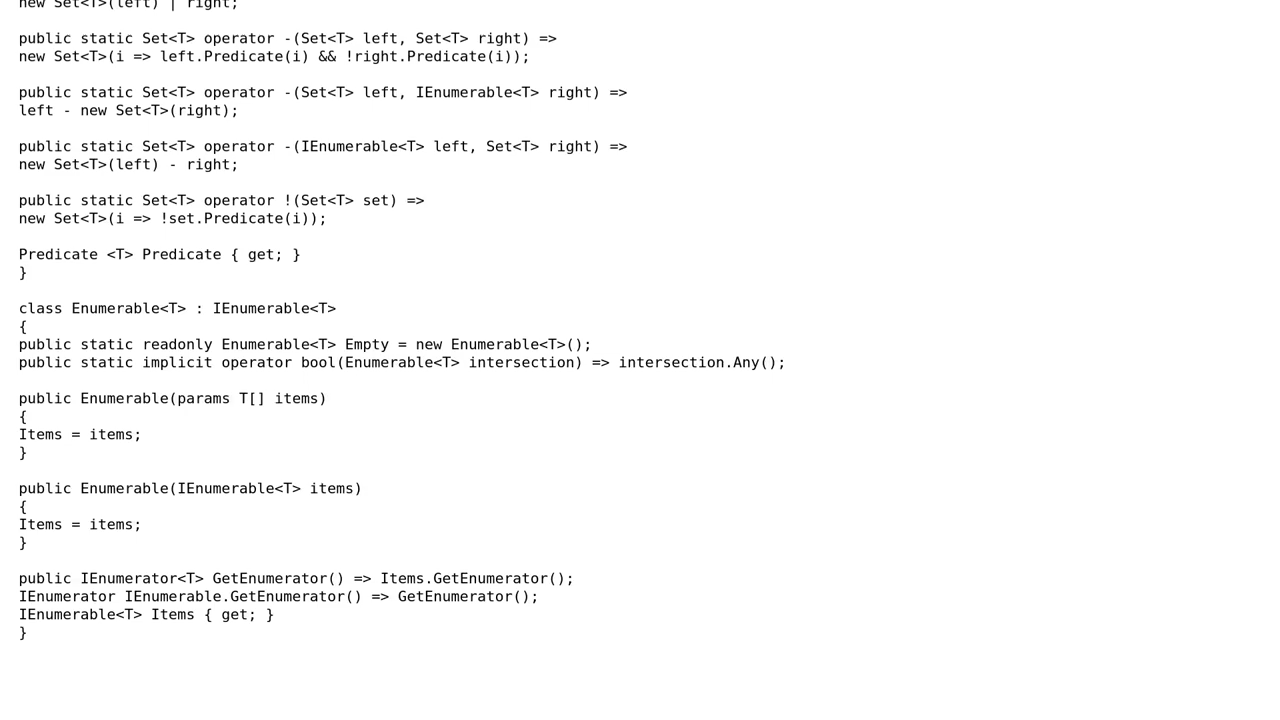 new Set<T>(left) | right;
public static Set<T> operator -(Set<T> left, Set<T> right) =>
new Set<T>(i => left.Predicate(i) && !right.Predicate(i));
public static Set<T> operator -(Set<T> left, IEnumerable<T> right) =>
left - new Set<T>(right);
public static Set<T> operator -(IEnumerable<T> left, Set<T> right) =>
new Set<T>(left) - right;
public static Set<T> operator !(Set<T> set) =>
new Set<T>(i => !set.Predicate(i));
Predicate <T> Predicate { get; }
}
class Enumerable<T> : IEnumerable<T>
{
public static readonly Enumerable<T> Empty = new Enumerable<T>();
public static implicit operator bool(Enumerable<T> intersection) => intersection.Any();
public Enumerable(params T[] items)
{
Items = items;
}
public Enumerable(IEnumerable<T> items)
{
Items = items;
}
public IEnumerator<T> GetEnumerator() => Items.GetEnumerator();
IEnumerator IEnumerable.GetEnumerator() => GetEnumerator();
IEnumerable<T> Items { get; }
}